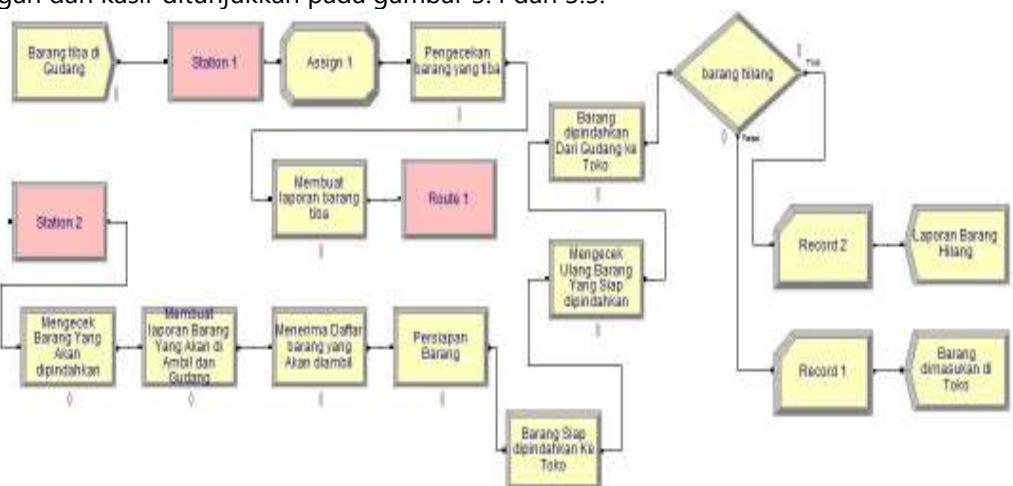 dan kasir ditunjukkan pada gambar 3.4 dan 3.5.
Barang tiba di
Gudang
Station 1
Assign 1
Pengecekan
barang yang tiba
barang hilang
True
False
Barang
dipindahkan
Dari Gudang ke
Toko
Membuat
laporan barang
tiba
Route 1
Station 2
Mengecek
Ulang Barang
Yang Siap
dipindahkan
Record 2
Laporan Barang
Hilang
Mengecek
Barang Yang
Akan
dipindahkan
Membuat
laporan Barang
Yang Akan di
Ambil dan
Gudang
Menerima Daftar
barang yang
Akan diambil
Persiapan
Barang
Barang Siap
dipindahkan Ke
Toko
Record 1
Barang
dimasukan di
Toko